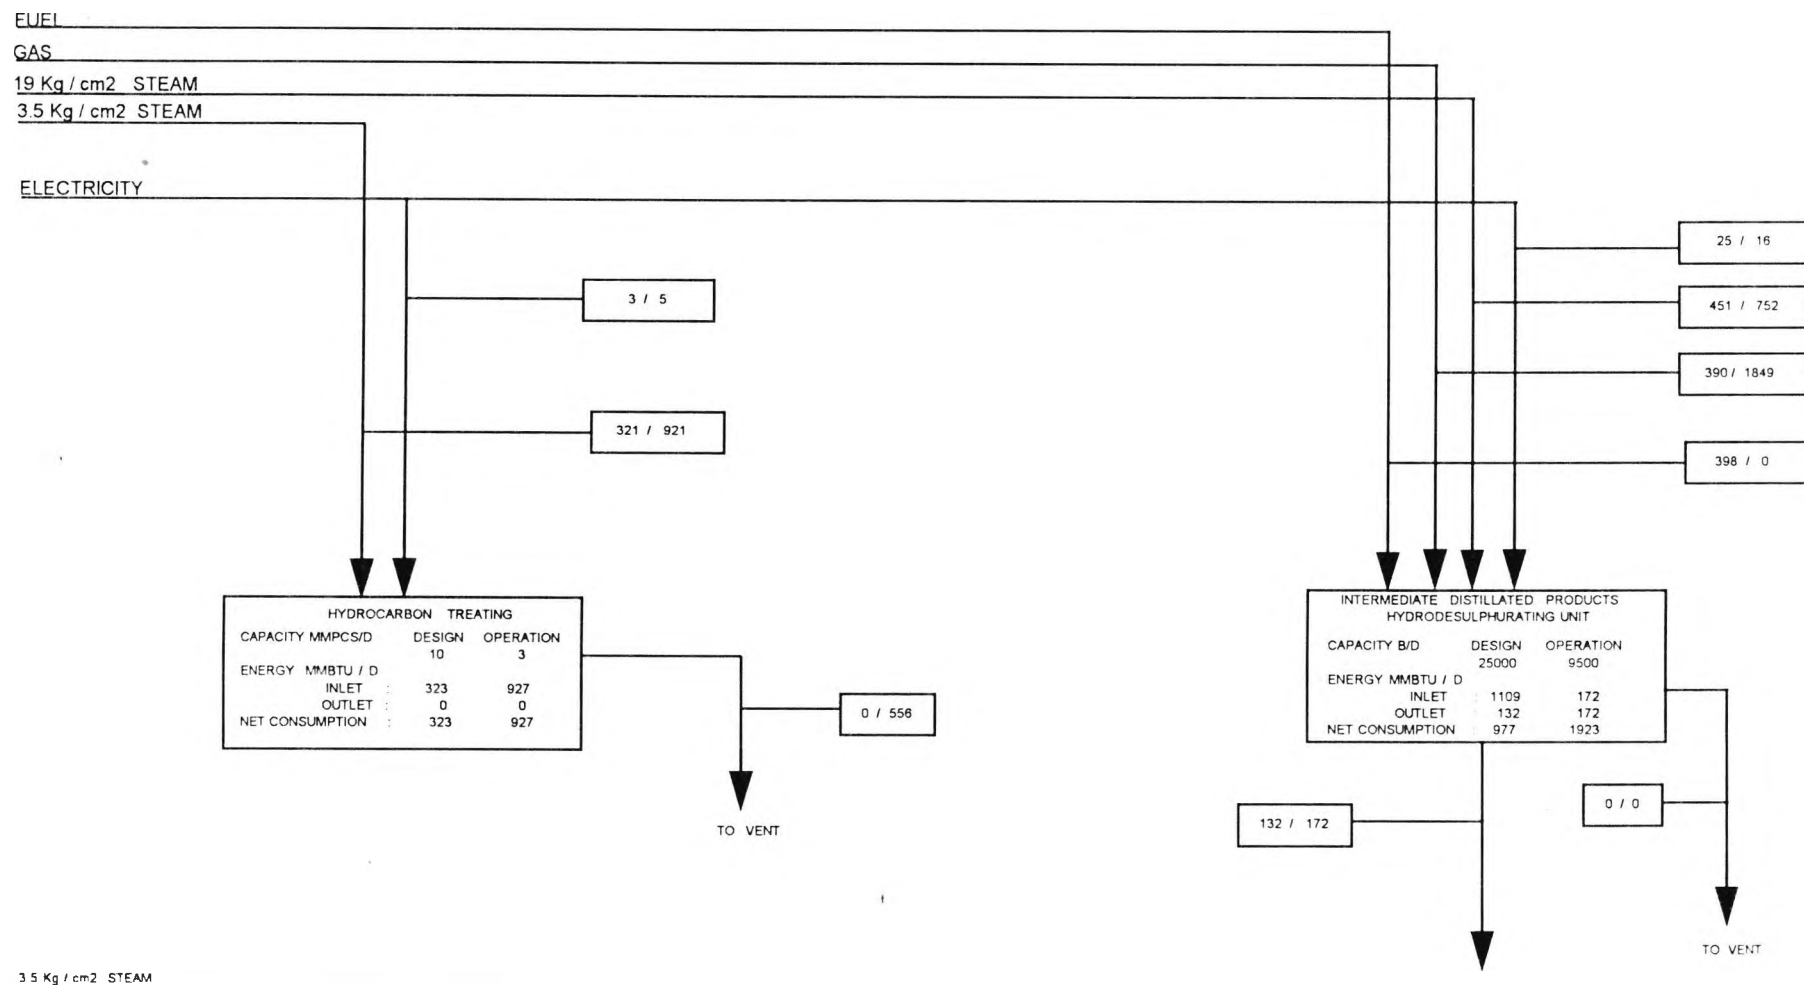 FUEL
GAS
19 Kg / cm2 STEAM
3.5 Kg / cm2 STEAM
ELECTRICITY
25 / 16
451 / 752
390 / 1849
398 / 0
3 / 5
321 / 921
HYDROCARBON TREATING
CAPACITY MMPCS/D DESIGN OPERATION
10 3
ENERGY MMBTU / D
INLET : 323 927
OUTLET : 0 0
NET CONSUMPTION : 323 927
0 / 556
TO VENT
INTERMEDIATE DISTILLATED PRODUCTS
HYDRODESULPHURATING UNIT
CAPACITY B/D DESIGN OPERATION
25000 9500
ENERGY MMBTU / D
INLET : 1109 172
OUTLET 132 172
NET CONSUMPTION : 977 1923
132 / 172
0 / 0
TO VENT
3 5 Kg / cm2 STEAM